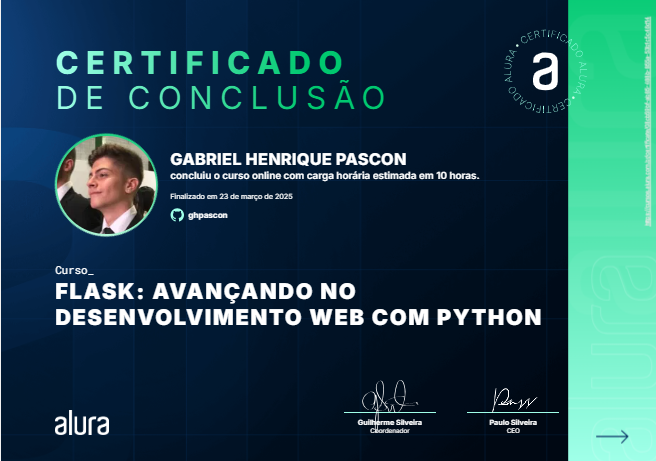 CERTIFICADO
DE CONCLUSÃO
CERTIFICADO ALURA • CERTIFICADO ALURA •
a
GABRIEL HENRIQUE PASCON
concluiu o curso online com carga horária estimada em 10 horas.
Finalizado em 23 de março de 2025
ghpascon
Curso_
FLASK: AVANÇANDO NO
DESENVOLVIMENTO WEB COM PYTHON
alura
Guilherme Silveira
Coordenador
Paulo Silveira
CEO
alura